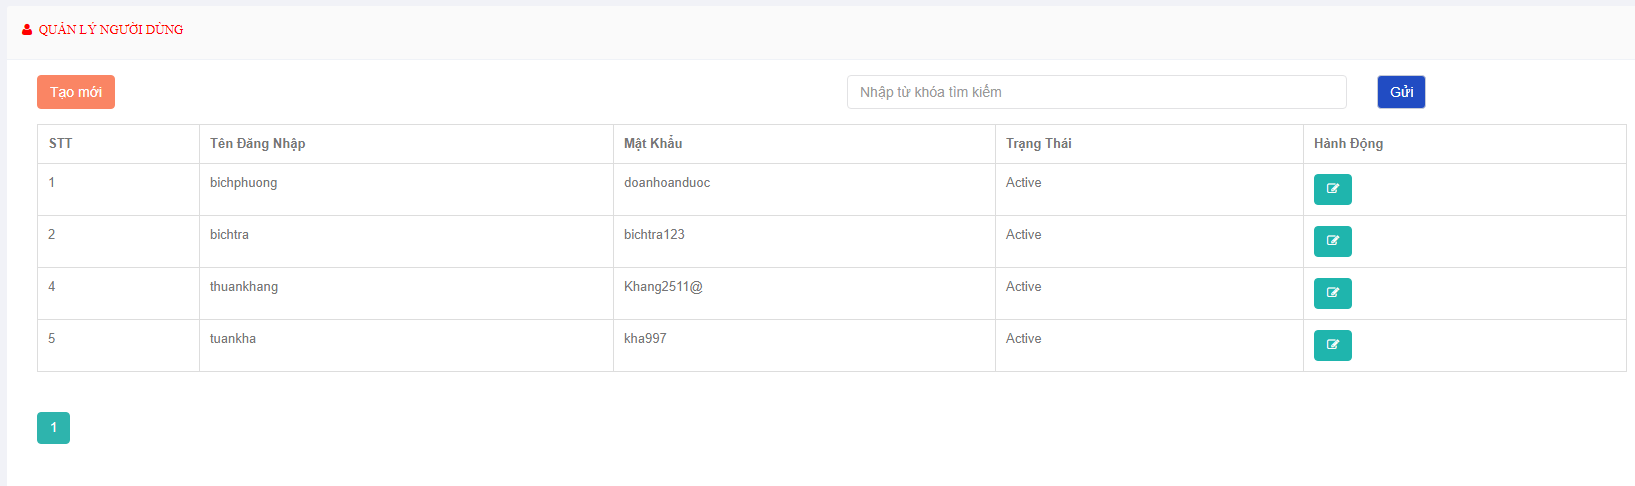 QUẢN LÝ NGƯỜI DÙNG
Tạo mới Nhập từ khóa tìm kiếm Gửi
STT Tên Đăng Nhập Mật Khẩu Trạng Thái Hành Động
1 bichphuong doanhoanduoc Active
2 bichtra bichtra123 Active
4 thuankhang Khang2511@ Active
5 tuankha kha997 Active
1